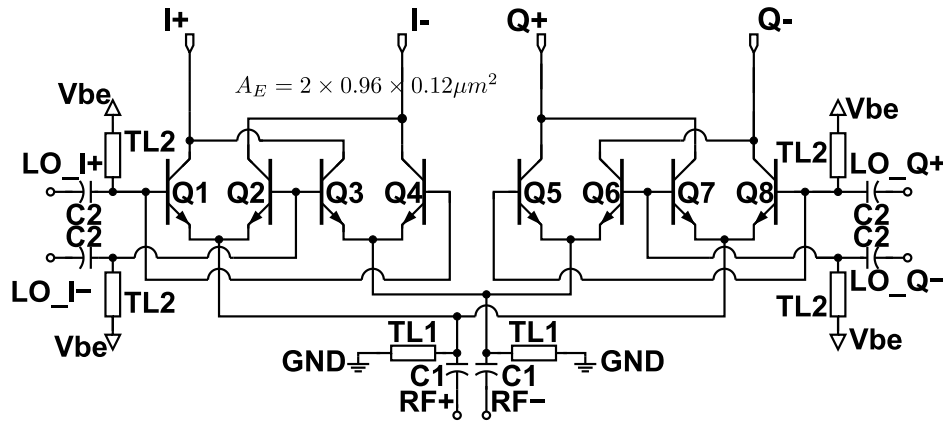 I+ I- Q+ Q-
A_E = 2 × 0.96 × 0.12μm²
Vbe Vbe
TL2 TL2
LO_I+ LO_Q+
Q1 Q2 Q3 Q4 Q5 Q6 Q7 Q8
C2 C2
C2 C2
LO_I- TL2 TL2 LO_Q-
Vbe Vbe
TL1 TL1
GND GND
C1 C1
RF+ RF-